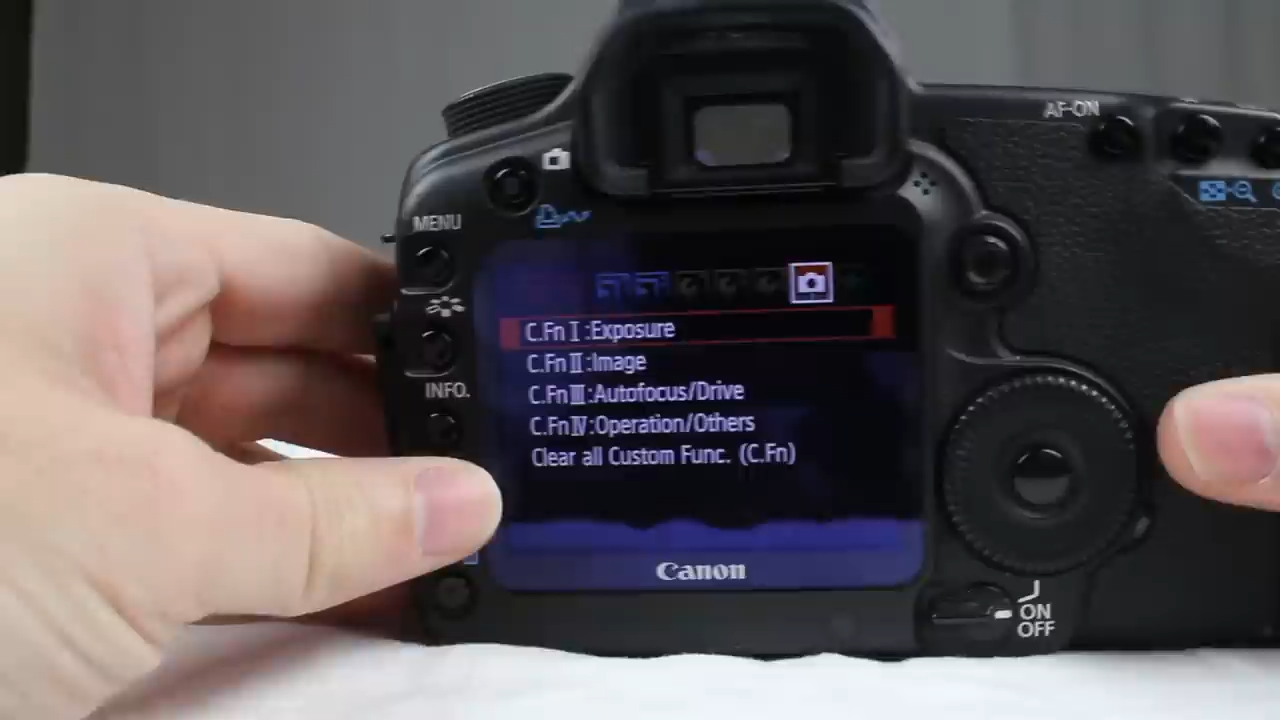 AF-ON
MENU
C.Fn I :Exposure
C.Fn II :Image
INFO.
C.Fn III :Autofocus/Drive
C.Fn IV :Operation/Others
Clear all Custom Func. (C.Fn)
Canon
ON
OFF